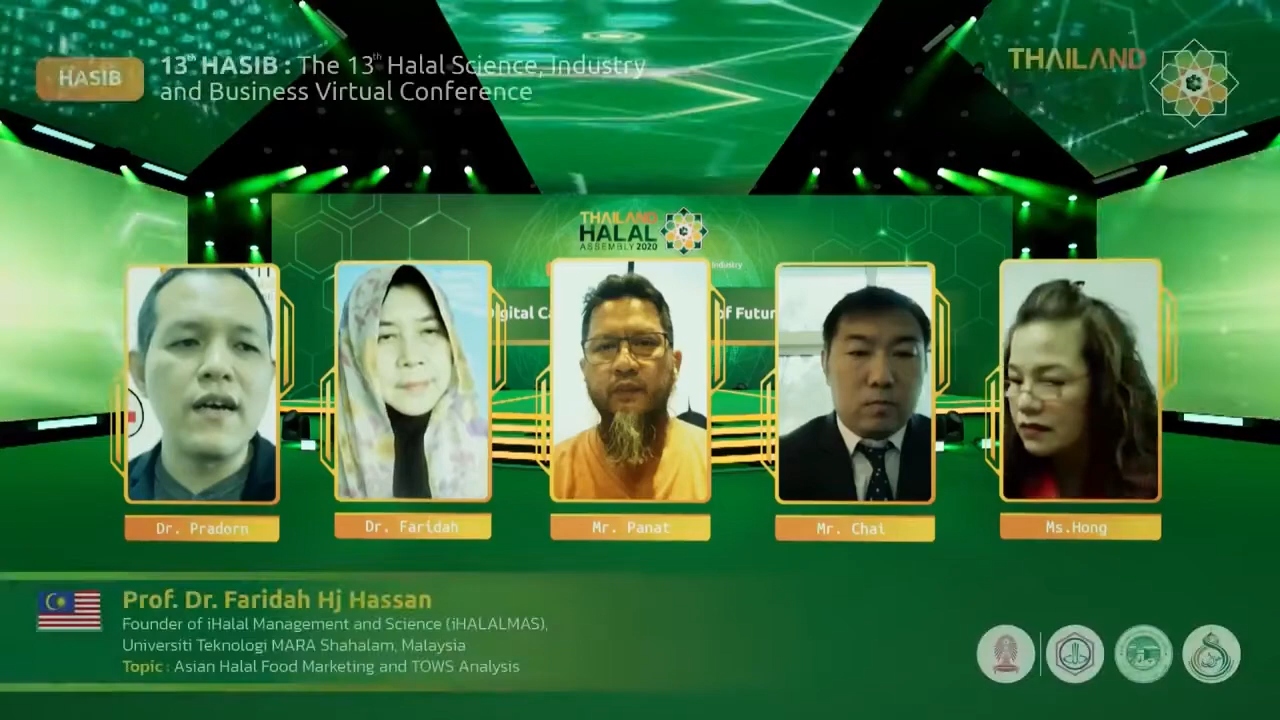 HASIB
13th HASIB : The 13th Halal Science, Industry
and Business Virtual Conference
THAILAND
THAILAND
HALAL
ASSEMBLY 2020
Industry
Digital Ca
of Futur
Dr. Pradorn
Dr. Faridah
Mr. Panat
Mr. Chai
Ms.Hong
Prof. Dr. Faridah Hj Hassan
Founder of iHalal Management and Science (iHALALMAS),
Universiti Teknologi MARA Shahalam, Malaysia
Topic : Asian Halal Food Marketing and TOWS Analysis